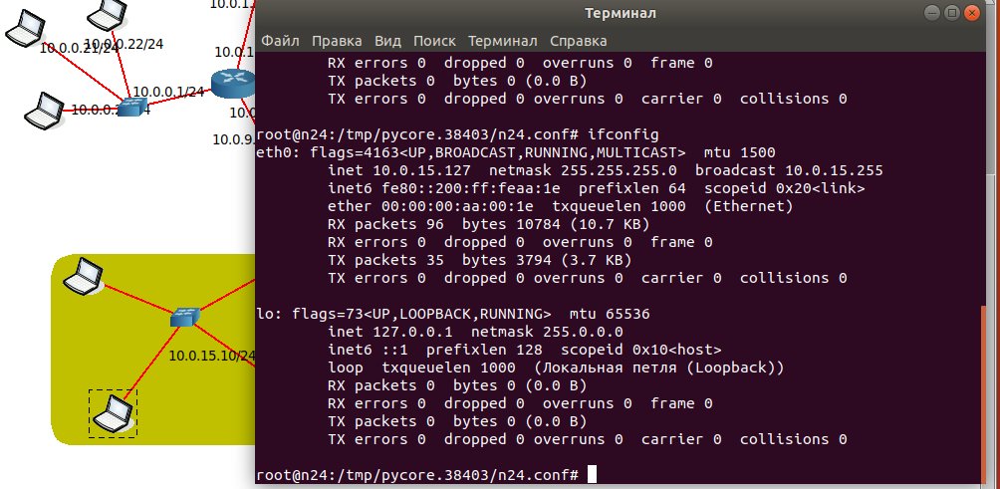 10.0.1
10.0.0.22/24
10.0.0.21/24
10.0.1
10.0.0.1/24
10.0.0.2
4
10.0
10.0.9.
10.0.15.10/24
Терминал
Файл Правка Вид Поиск Терминал Справка
RX errors 0 dropped 0 overruns 0 frame 0
TX packets 0 bytes 0 (0.0 B)
TX errors 0 dropped 0 overruns 0 carrier 0 collisions 0
root@n24:/tmp/pycore.38403/n24.conf# ifconfig
eth0: flags=4163<UP,BROADCAST,RUNNING,MULTICAST> mtu 1500
inet 10.0.15.127 netmask 255.255.255.0 broadcast 10.0.15.255
inet6 fe80::200:ff:feaa:1e prefixlen 64 scopeid 0x20<link>
ether 00:00:00:aa:00:1e txqueuelen 1000 (Ethernet)
RX packets 96 bytes 10784 (10.7 KB)
RX errors 0 dropped 0 overruns 0 frame 0
TX packets 35 bytes 3794 (3.7 KB)
TX errors 0 dropped 0 overruns 0 carrier 0 collisions 0
lo: flags=73<UP,LOOPBACK,RUNNING> mtu 65536
inet 127.0.0.1 netmask 255.0.0.0
inet6 ::1 prefixlen 128 scopeid 0x10<host>
loop txqueuelen 1000 (Локальная петля (Loopback))
RX packets 0 bytes 0 (0.0 B)
RX errors 0 dropped 0 overruns 0 frame 0
TX packets 0 bytes 0 (0.0 B)
TX errors 0 dropped 0 overruns 0 carrier 0 collisions 0
root@n24:/tmp/pycore.38403/n24.conf#